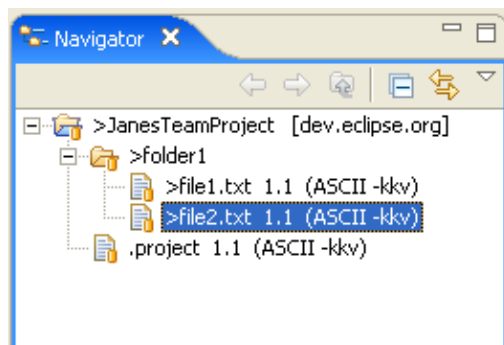 Navigator
>JanesTeamProject [dev.eclipse.org]
>folder1
>file1.txt 1.1 (ASCII -kkv)
>file2.txt 1.1 (ASCII -kkv)
.project 1.1 (ASCII -kkv)